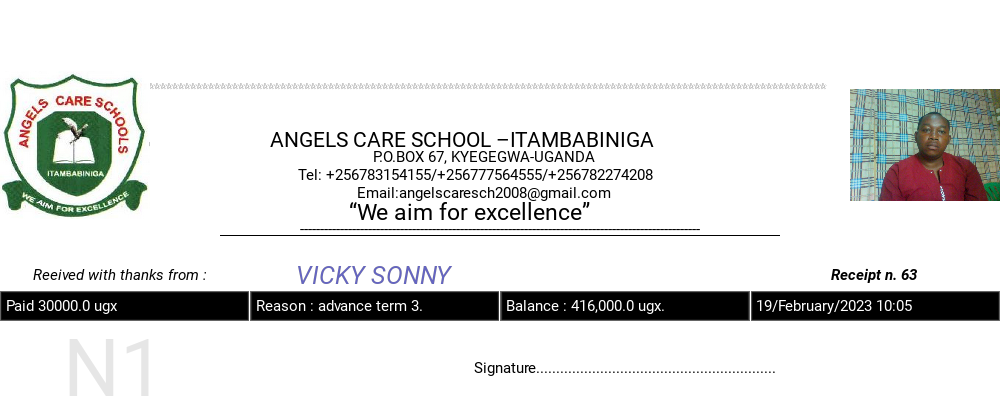 ANGELS CARE SCHOOLS
ITAMBABINIGA
WE AIM FOR EXCELLENCE
ANGELS CARE SCHOOL –ITAMBABINIGA
P.O.BOX 67, KYEGEGWA-UGANDA
Tel: +256783154155/+256777564555/+256782274208
Email:angelscaresch2008@gmail.com
“We aim for excellence”
Reeived with thanks from : VICKY SONNY Receipt n. 63
Paid 30000.0 ugx Reason : advance term 3. Balance : 416,000.0 ugx. 19/February/2023 10:05
N1
Signature............................................................